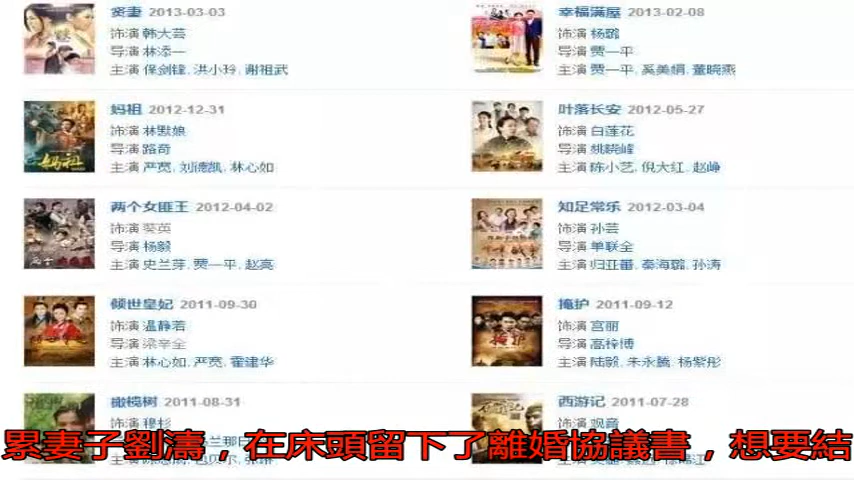 贤妻 2013-03-03
饰演 韩大芸
导演 林添一
主演 保剑锋, 洪小玲, 谢祖武
幸福满屋 2013-02-08
饰演 杨璐
导演 贾一平
主演 贾一平, 奚美娟, 董晓燕
妈祖 2012-12-31
饰演 林默娘
导演 路奇
主演 严宽, 刘德凯, 林心如
叶落长安 2012-05-27
饰演 白莲花
导演 姚晓峰
主演 陈小艺, 倪大红, 赵峥
两个女匪王 2012-04-02
饰演 葵英
导演 杨毅
主演 史兰芽, 贾一平, 赵亮
知足常乐 2012-03-04
饰演 孙芸
导演 单联全
主演 归亚蕾, 秦海璐, 孙涛
倾世皇妃 2011-09-30
饰演 温静若
导演 梁辛全
主演 林心如, 严宽, 霍建华
掩护 2011-09-12
饰演 宫丽
导演 高梓博
主演 陆毅, 朱永腾, 杨紫彤
橄榄树 2011-08-31
饰演 穆杉
西游记 2011-07-28
饰演 观音
累妻子劉濤，在床頭留下了離婚協議書，想要結